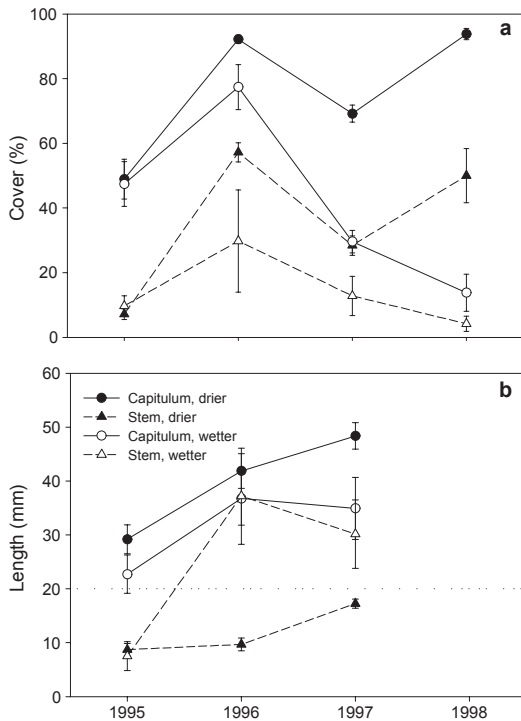 a
100
80
60
40
20
0
Cover (%)
b
60
50
40
30
20
10
0
Length (mm)
Capitulum, drier
Stem, drier
Capitulum, wetter
Stem, wetter
1995 1996 1997 1998